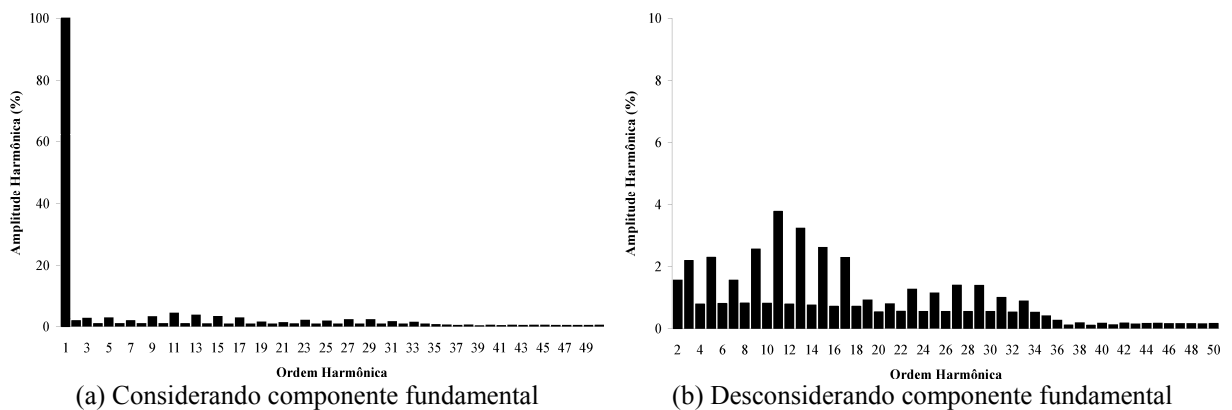 100
80
60
40
20
0
Amplitude Harmônica (%)
1 3 5 7 9 11 13 15 17 19 21 23 25 27 29 31 33 35 37 39 41 43 45 47 49
Ordem Harmônica
(a) Considerando componente fundamental
10
8
6
4
2
0
Amplitude Harmônica (%)
2 4 6 8 10 12 14 16 18 20 22 24 26 28 30 32 34 36 38 40 42 44 46 48 50
Ordem Harmônica
(b) Desconsiderando componente fundamental